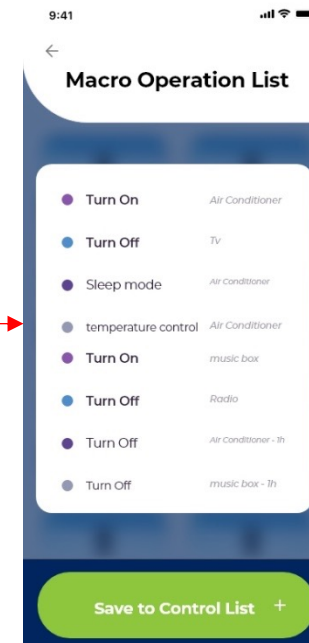 9:41
Macro Operation List
Turn On Air Conditioner
Turn Off Tv
Sleep mode Air Conditioner
temperature control Air Conditioner
Turn On music box
Turn Off Radio
Turn Off Air Conditioner - 1h
Turn Off music box - 1h
Save to Control List +